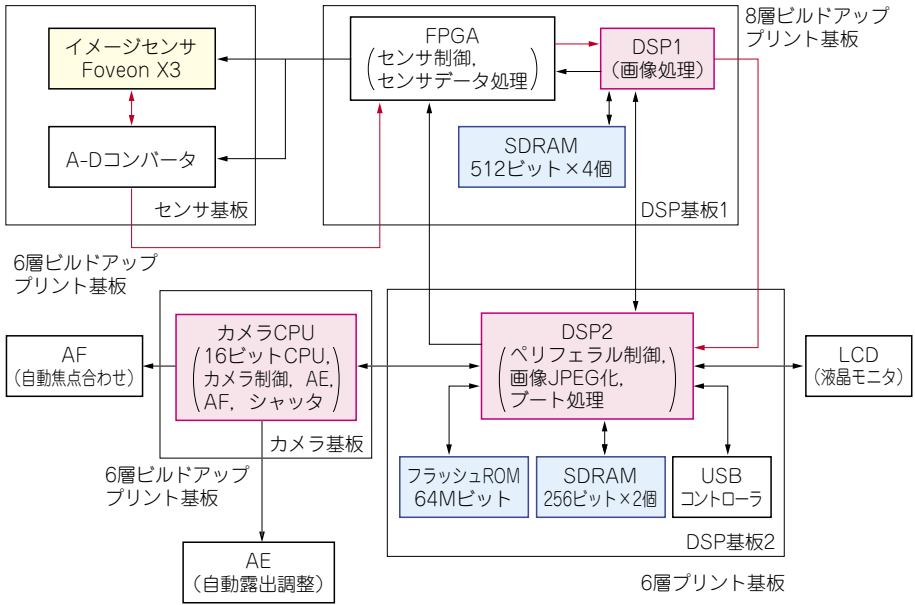 イメージセンサ
Foveon X3
A-Dコンバータ
センサ基板
6層ビルドアップ
プリント基板
FPGA
(センサ制御,
センサデータ処理)
DSP1
(画像処理)
SDRAM
512ビット×4個
DSP基板1
8層ビルドアップ
プリント基板
AF
(自動焦点合わせ)
カメラCPU
(16ビットCPU,
カメラ制御, AE,
AF, シャッタ)
カメラ基板
6層ビルドアップ
プリント基板
AE
(自動露出調整)
DSP2
(ペリフェラル制御,
画像JPEG化,
ブート処理)
LCD
(液晶モニタ)
フラッシュROM
64Mビット
SDRAM
256ビット×2個
USB
コントローラ
DSP基板2
6層プリント基板